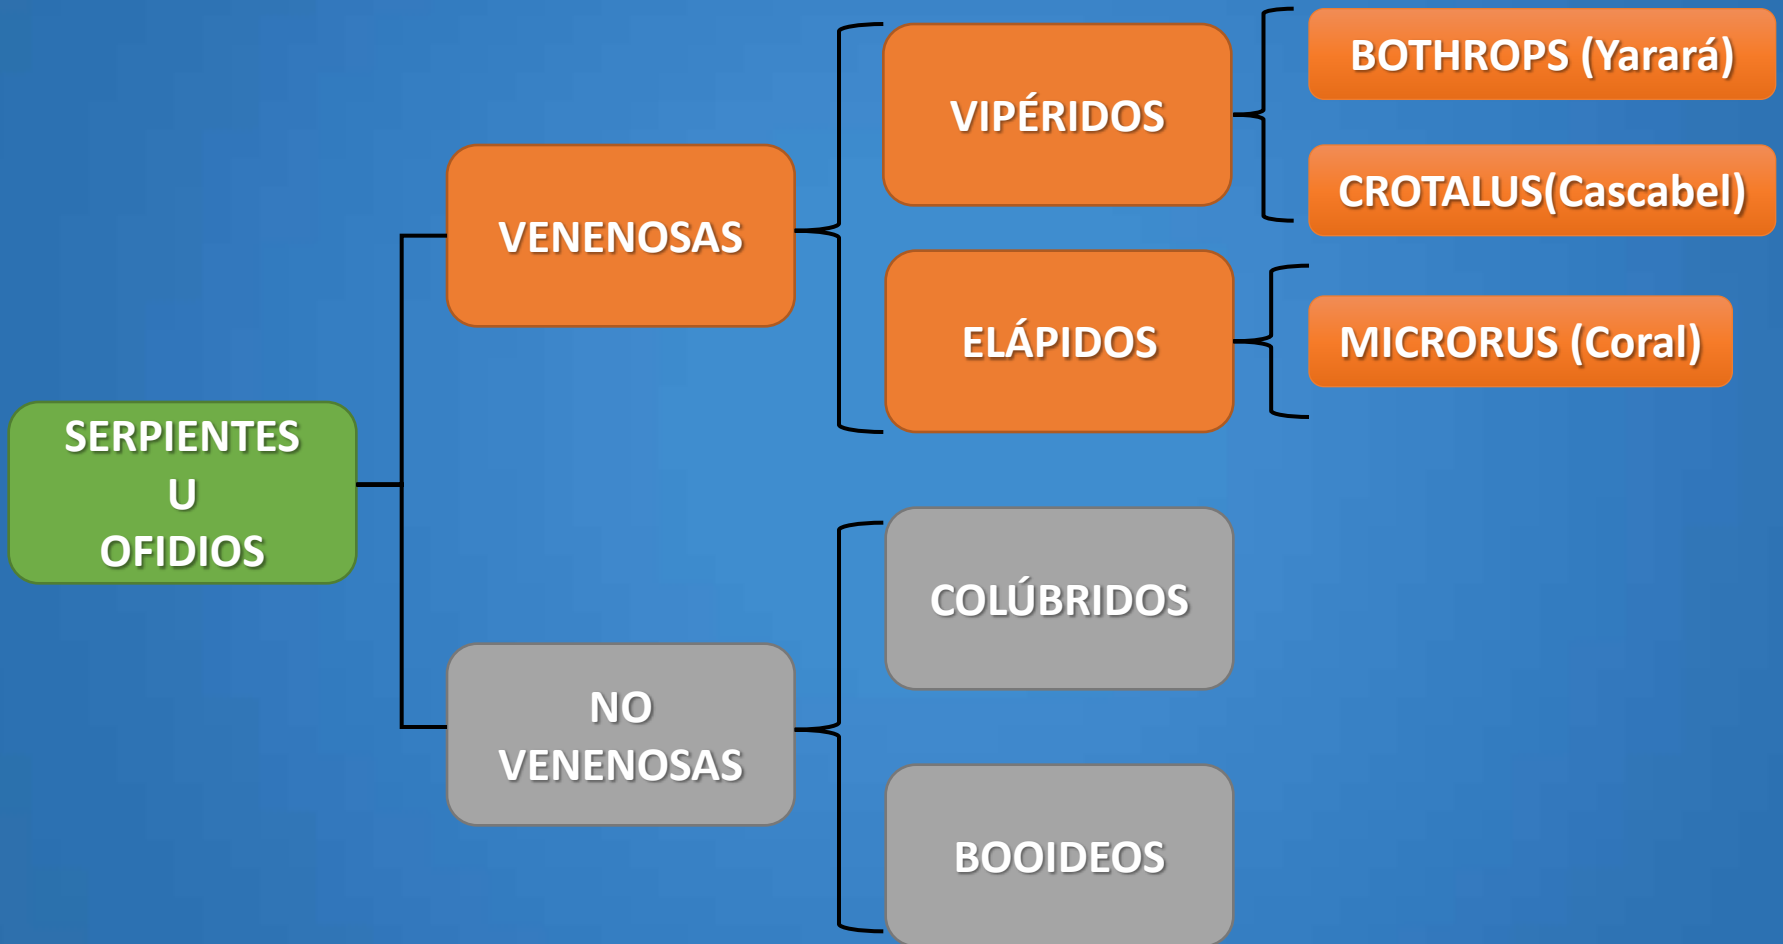 SERPIENTES
U
OFIDIOS
VENENOSAS
VIPÉRIDOS
BOTHROPS (Yarará)
CROTALUS(Cascabel)
ELÁPIDOS
MICRORUS (Coral)
NO
VENENOSAS
COLÚBRIDOS
BOOIDEOS